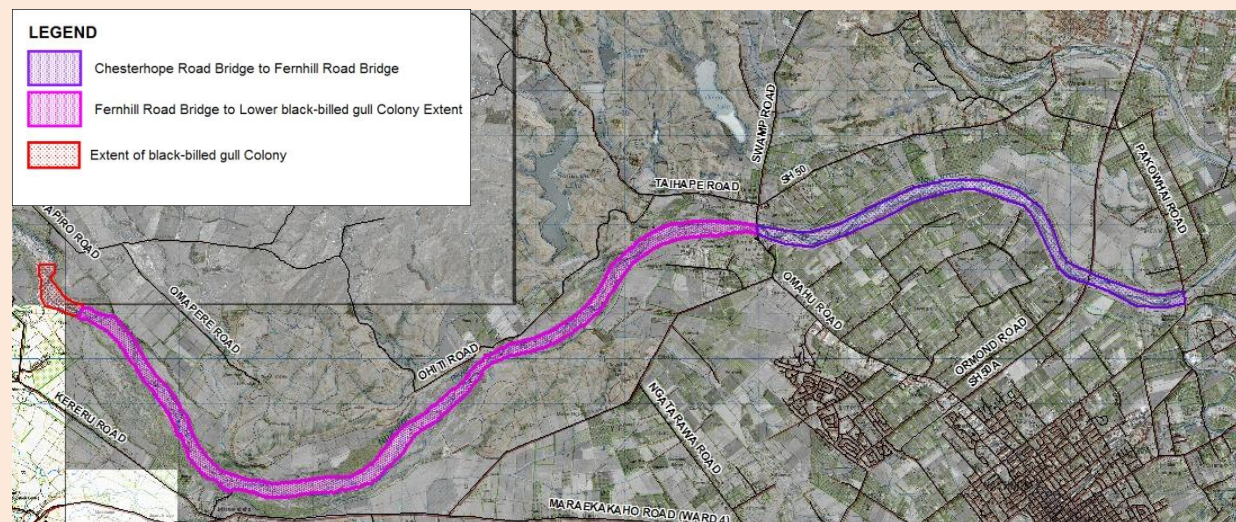 LEGEND
Chesterhope Road Bridge to Fernhill Road Bridge
Fernhill Road Bridge to Lower black-billed gull Colony Extent
Extent of black-billed gull Colony
SWAMP ROAD
SH 50
TAIHAPE ROAD
PAKOWHAI ROAD
APIRO ROAD
OMAPERE ROAD
OMAHU ROAD
OHITI ROAD
ORMOND ROAD
SH 50A
KERERU ROAD
NGATARAWA ROAD
MARAEKAKAHO ROAD (WARD 4)